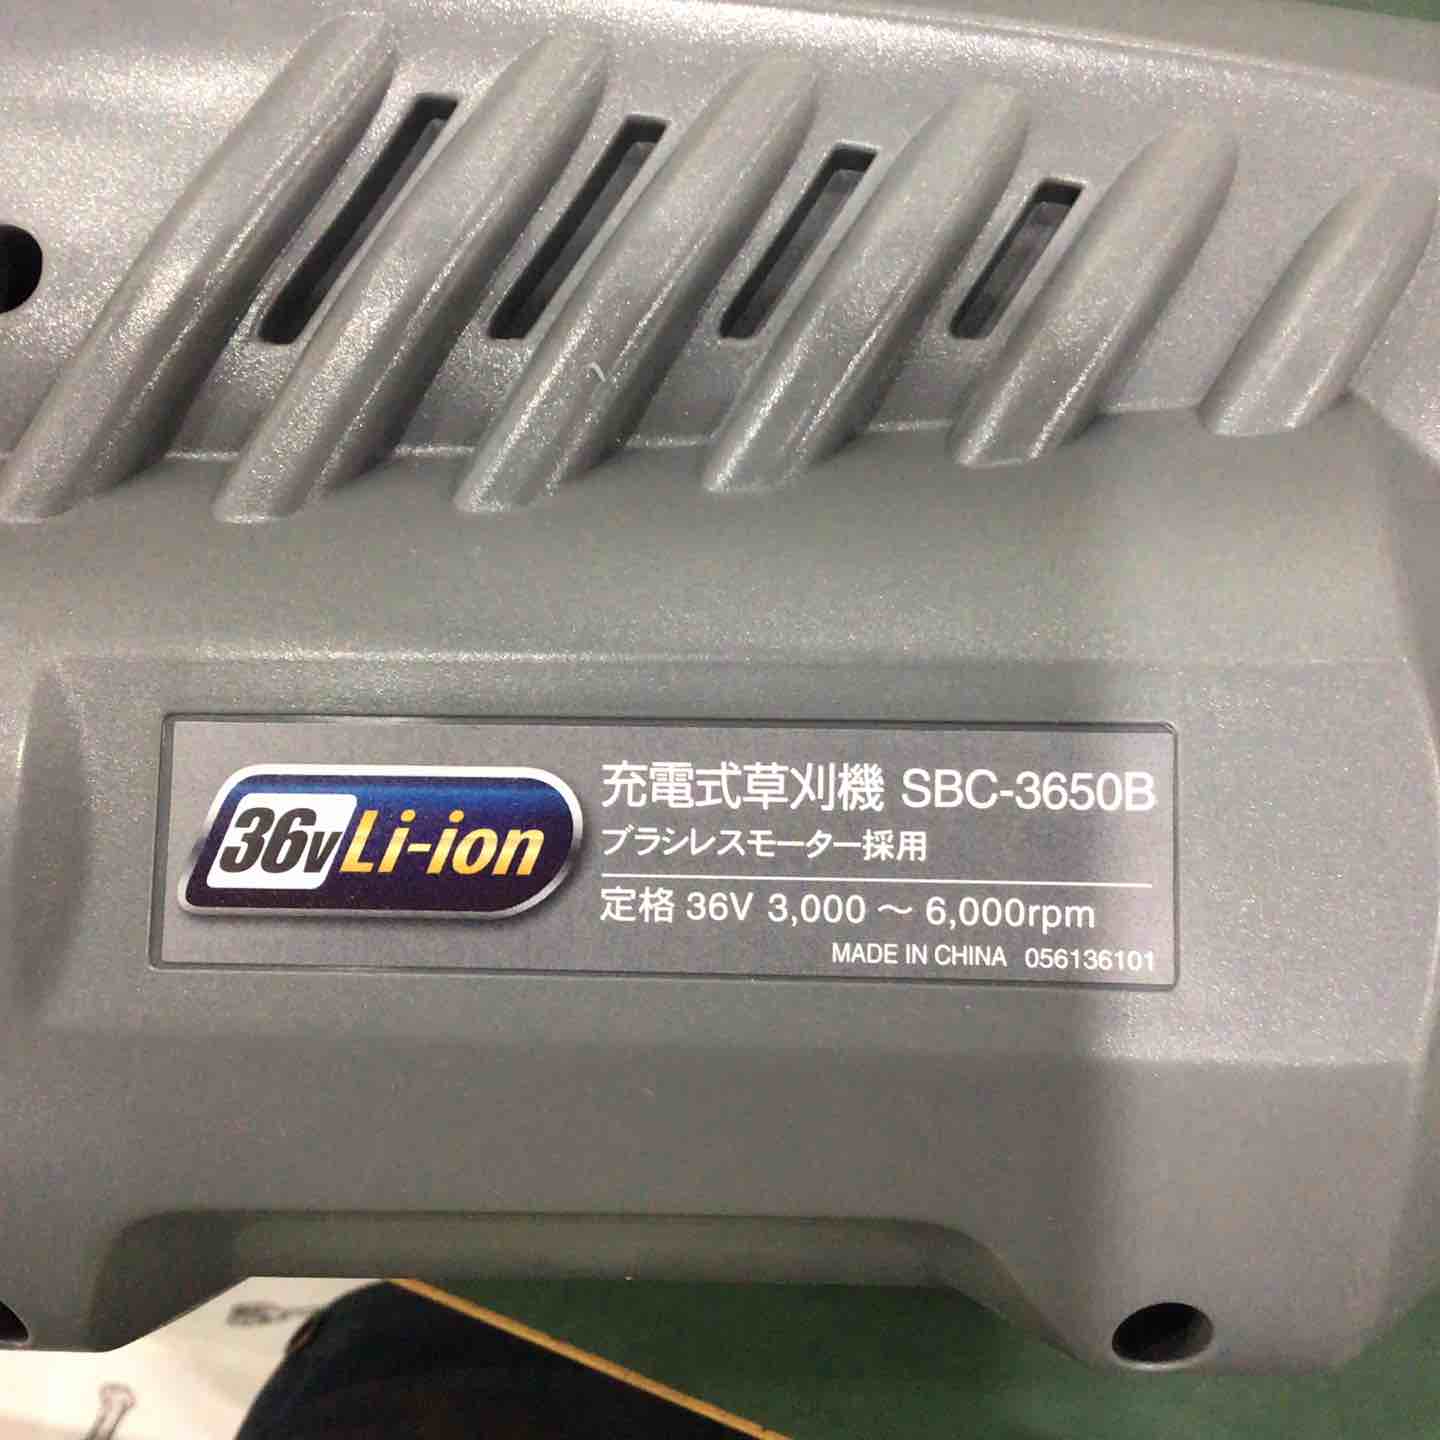 36V Li-ion
充電式草刈機 SBC-3650B
ブラシレスモーター採用
定格 36V 3,000 ～ 6,000rpm
MADE IN CHINA 056136101